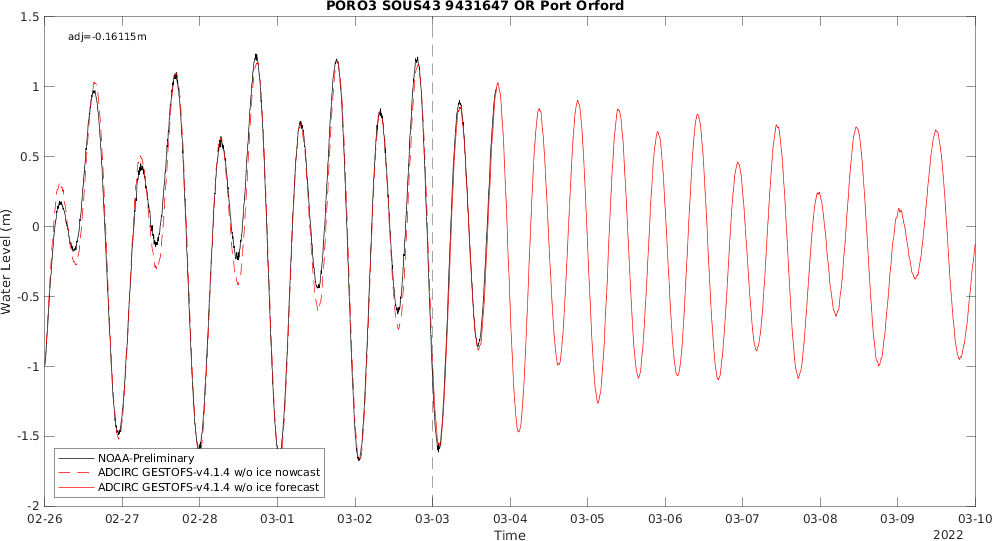 PORO3 SOUS43 9431647 OR Port Orford
adj=-0.16115m
1.5
1
0.5
0
-0.5
-1
-1.5
-2
Water Level (m)
NOAA-Preliminary
ADCIRC GESTOFS-v4.1.4 w/o ice nowcast
ADCIRC GESTOFS-v4.1.4 w/o ice forecast
02-26 02-27 02-28 03-01 03-02 03-03 03-04 03-05 03-06 03-07 03-08 03-09 03-10
Time
2022